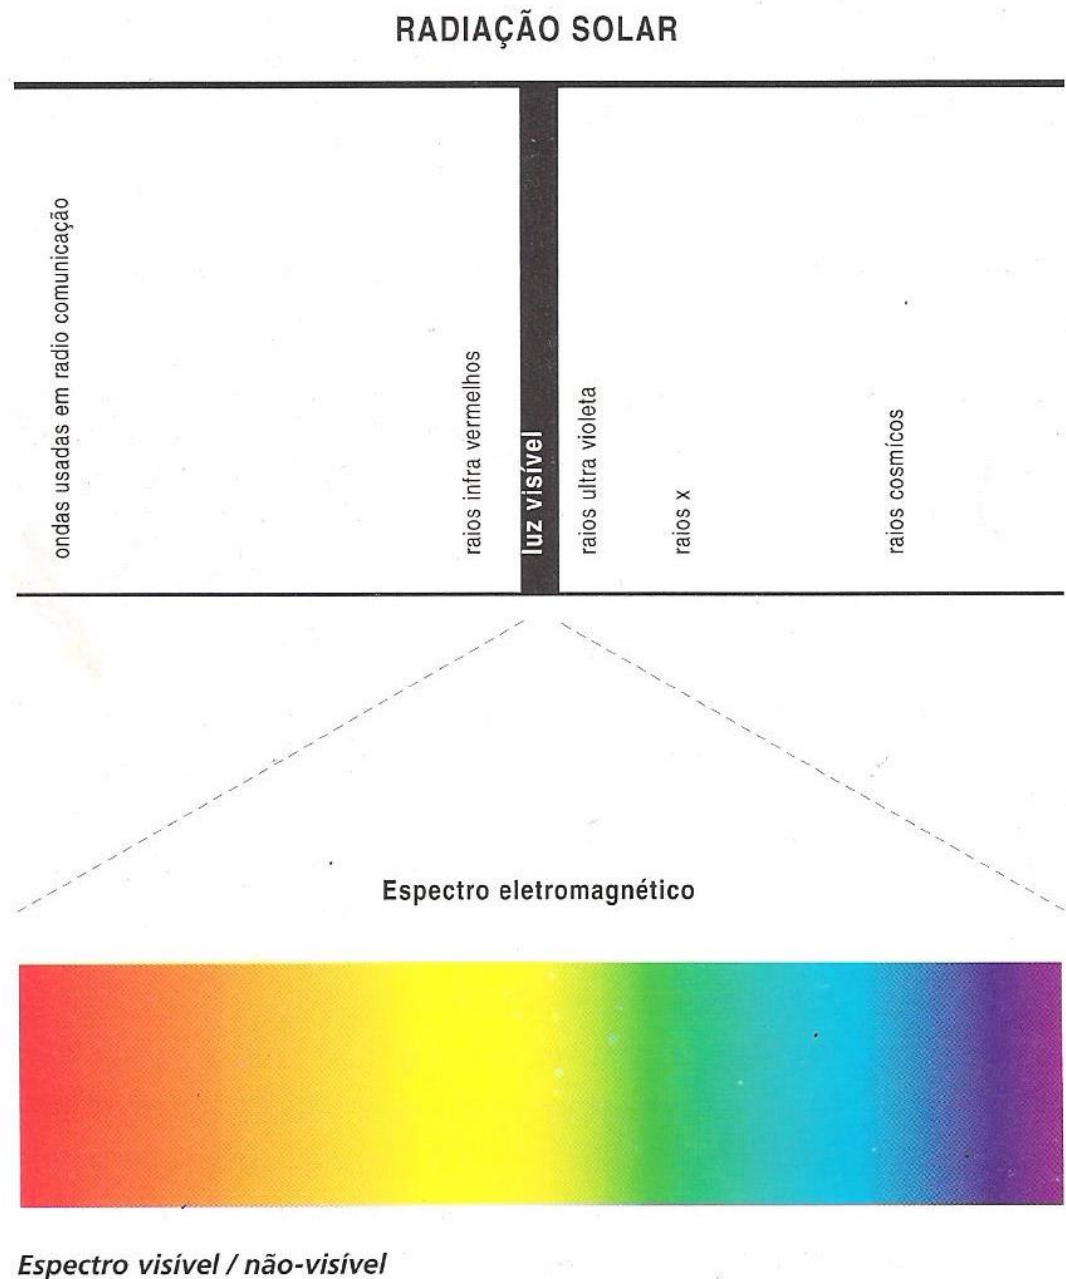 RADIAÇÃO SOLAR
ondas usadas em radio comunicação
raios infra vermelhos
luz visível
raios ultra violeta
raios x
raios cosmícos
Espectro eletromagnético
Espectro visível / não-visível